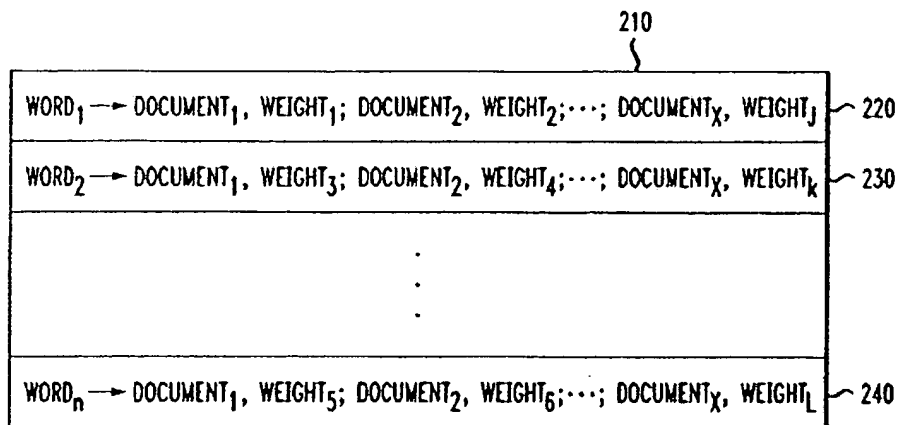 210
WORD₁ → DOCUMENT₁, WEIGHT₁; DOCUMENT₂, WEIGHT₂;···; DOCUMENTₓ, WEIGHTⱼ 220
WORD₂ → DOCUMENT₁, WEIGHT₃; DOCUMENT₂, WEIGHT₄;···; DOCUMENTₓ, WEIGHTₖ 230
WORDₙ → DOCUMENT₁, WEIGHT₅; DOCUMENT₂, WEIGHT₆;···; DOCUMENTₓ, WEIGHT_L 240